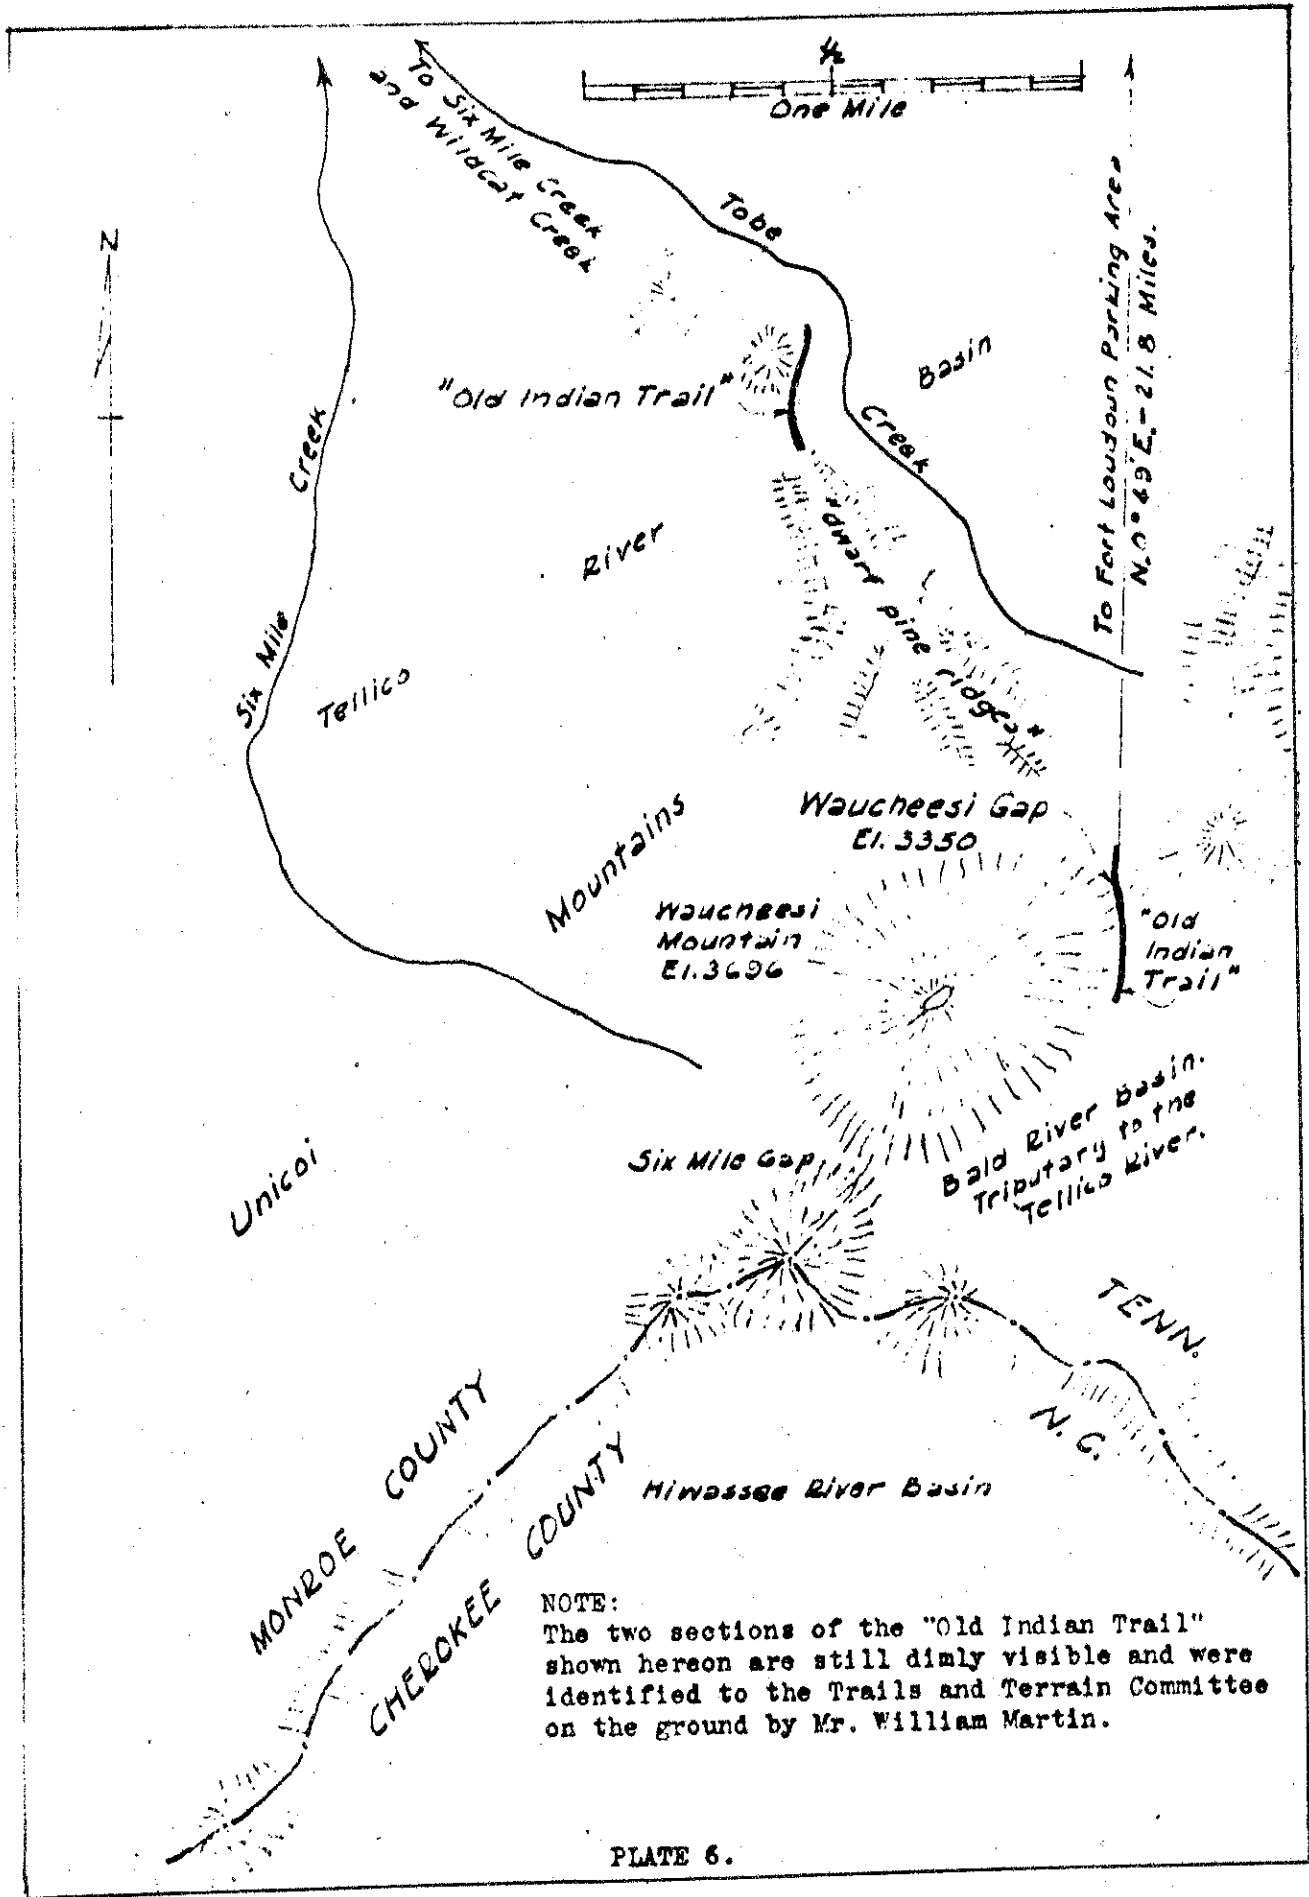 1/2
One Mile
To Six Mile Creek
and Wildcat Creek
N
Tobe
Creek
Basin
To Fort Loudoun Parking Area
N. 0° 49' E. - 21.8 Miles.
"Old Indian Trail"
Six Mile
Creek
River
Tellico
"dwarf pine ridges"
Waucheesi Gap
El. 3350
Mountains
Waucheesi
Mountain
El. 3696
"Old
Indian
Trail"
Unicoi
Six Mile Gap
Bald River Basin.
Tributary to the
Tellico River.
TENN.
N.C.
MONROE COUNTY
CHEROKEE COUNTY
Hiwassee River Basin
NOTE:
The two sections of the "Old Indian Trail"
shown hereon are still dimly visible and were
identified to the Trails and Terrain Committee
on the ground by Mr. William Martin.
PLATE 6.